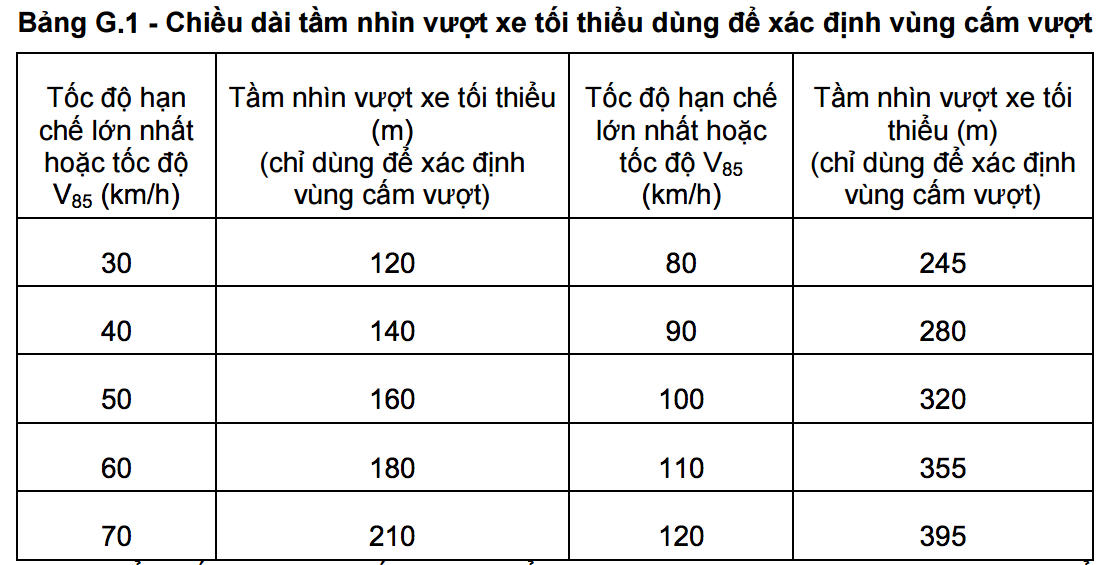 Bảng G.1 - Chiều dài tầm nhìn vượt xe tối thiểu dùng để xác định vùng cấm vượt
Tốc độ hạn
chế lớn nhất
hoặc tốc độ
V₈₅ (km/h)
Tầm nhìn vượt xe tối thiểu
(m)
(chỉ dùng để xác định
vùng cấm vượt)
Tốc độ hạn chế
lớn nhất hoặc
tốc độ V₈₅
(km/h)
Tầm nhìn vượt xe tối
thiểu (m)
(chỉ dùng để xác định
vùng cấm vượt)
30 120 80 245
40 140 90 280
50 160 100 320
60 180 110 355
70 210 120 395